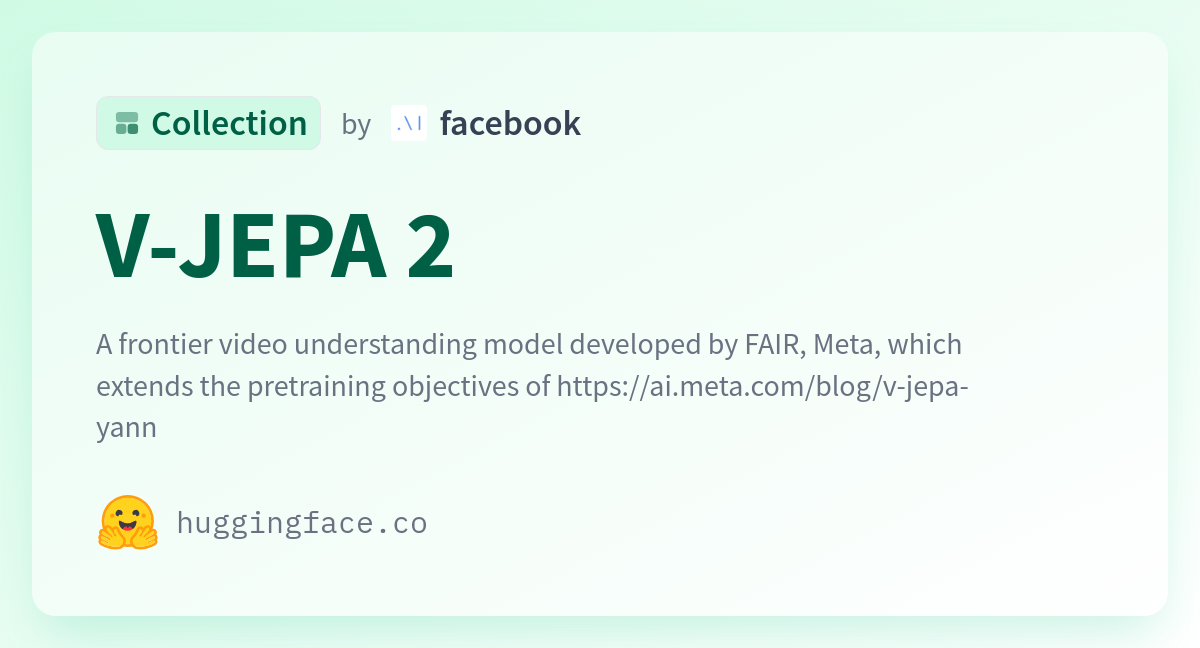 Collection by .\| facebook
V-JEPA 2
A frontier video understanding model developed by FAIR, Meta, which
extends the pretraining objectives of https://ai.meta.com/blog/v-jepa-
yann
huggingface.co